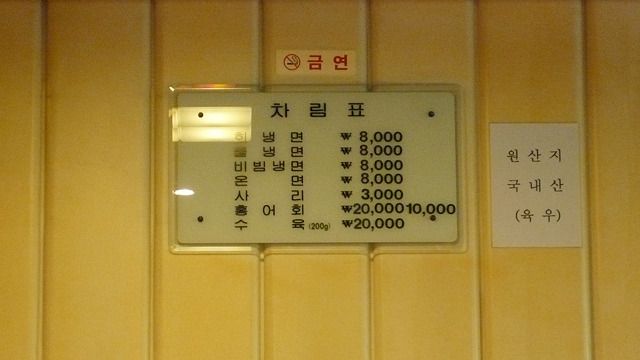 금연
차림표
회냉면 ₩ 8,000
물냉면 ₩ 8,000
비빔냉면 ₩ 8,000
온면 ₩ 8,000
사리 ₩ 3,000
홍어회 ₩20,000 10,000
수육(200g) ₩20,000
원산지
국내산
(육우)